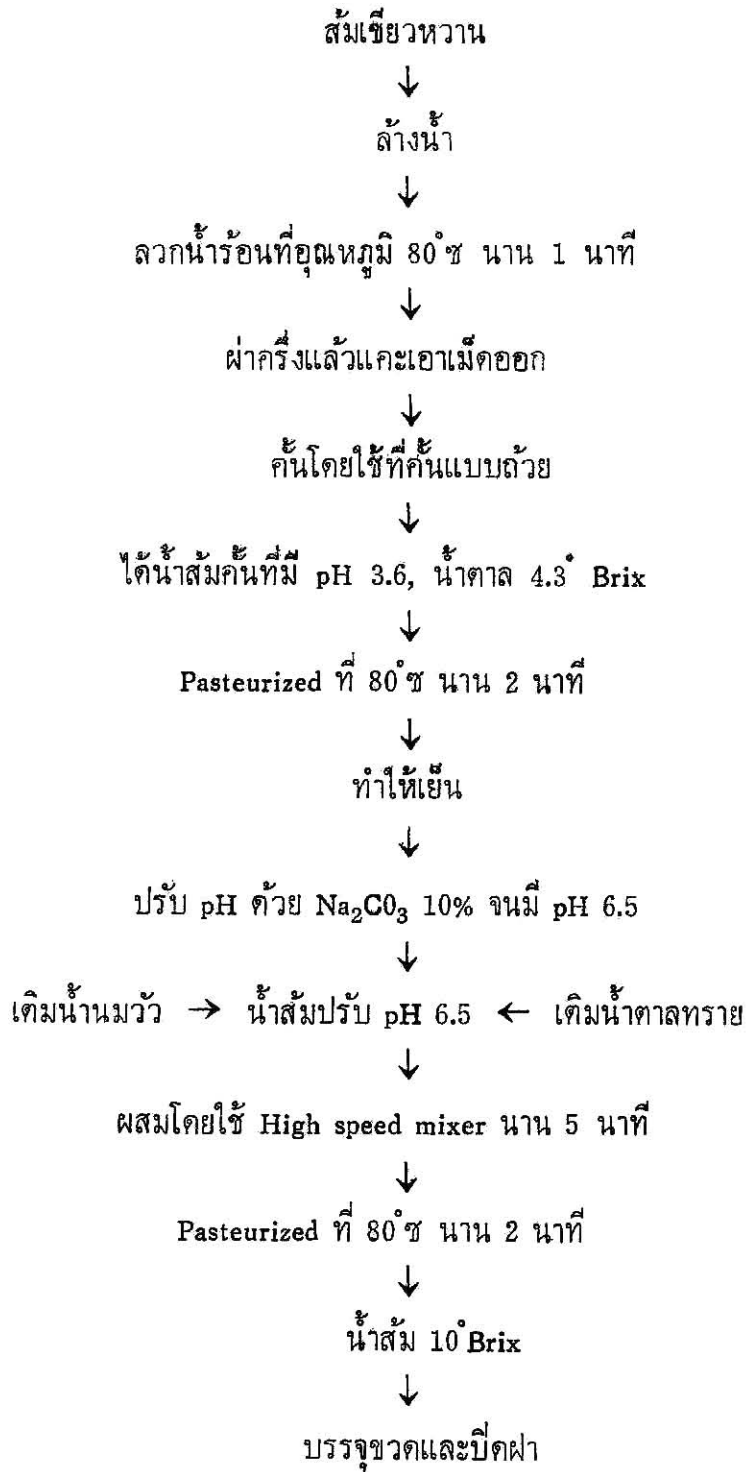 ส้มเขียวหวาน
↓
ล้างน้ำ
↓
ลวกน้ำร้อนที่อุณหภูมิ 80°ซ นาน 1 นาที
↓
ผ่าครึ่งแล้วแคะเอาเม็ดออก
↓
คั้นโดยใช้ที่คั้นแบบถ้วย
↓
ได้น้ำส้มคั้นที่มี pH 3.6, น้ำตาล 4.3° Brix
↓
Pasteurized ที่ 80°ซ นาน 2 นาที
↓
ทำให้เย็น
↓
ปรับ pH ด้วย Na₂CO₃ 10% จนมี pH 6.5
↓
เติมน้ำนมวัว → น้ำส้มปรับ pH 6.5 ← เติมน้ำตาลทราย
↓
ผสมโดยใช้ High speed mixer นาน 5 นาที
↓
Pasteurized ที่ 80°ซ นาน 2 นาที
↓
น้ำส้ม 10°Brix
↓
บรรจุขวดและปิดฝา